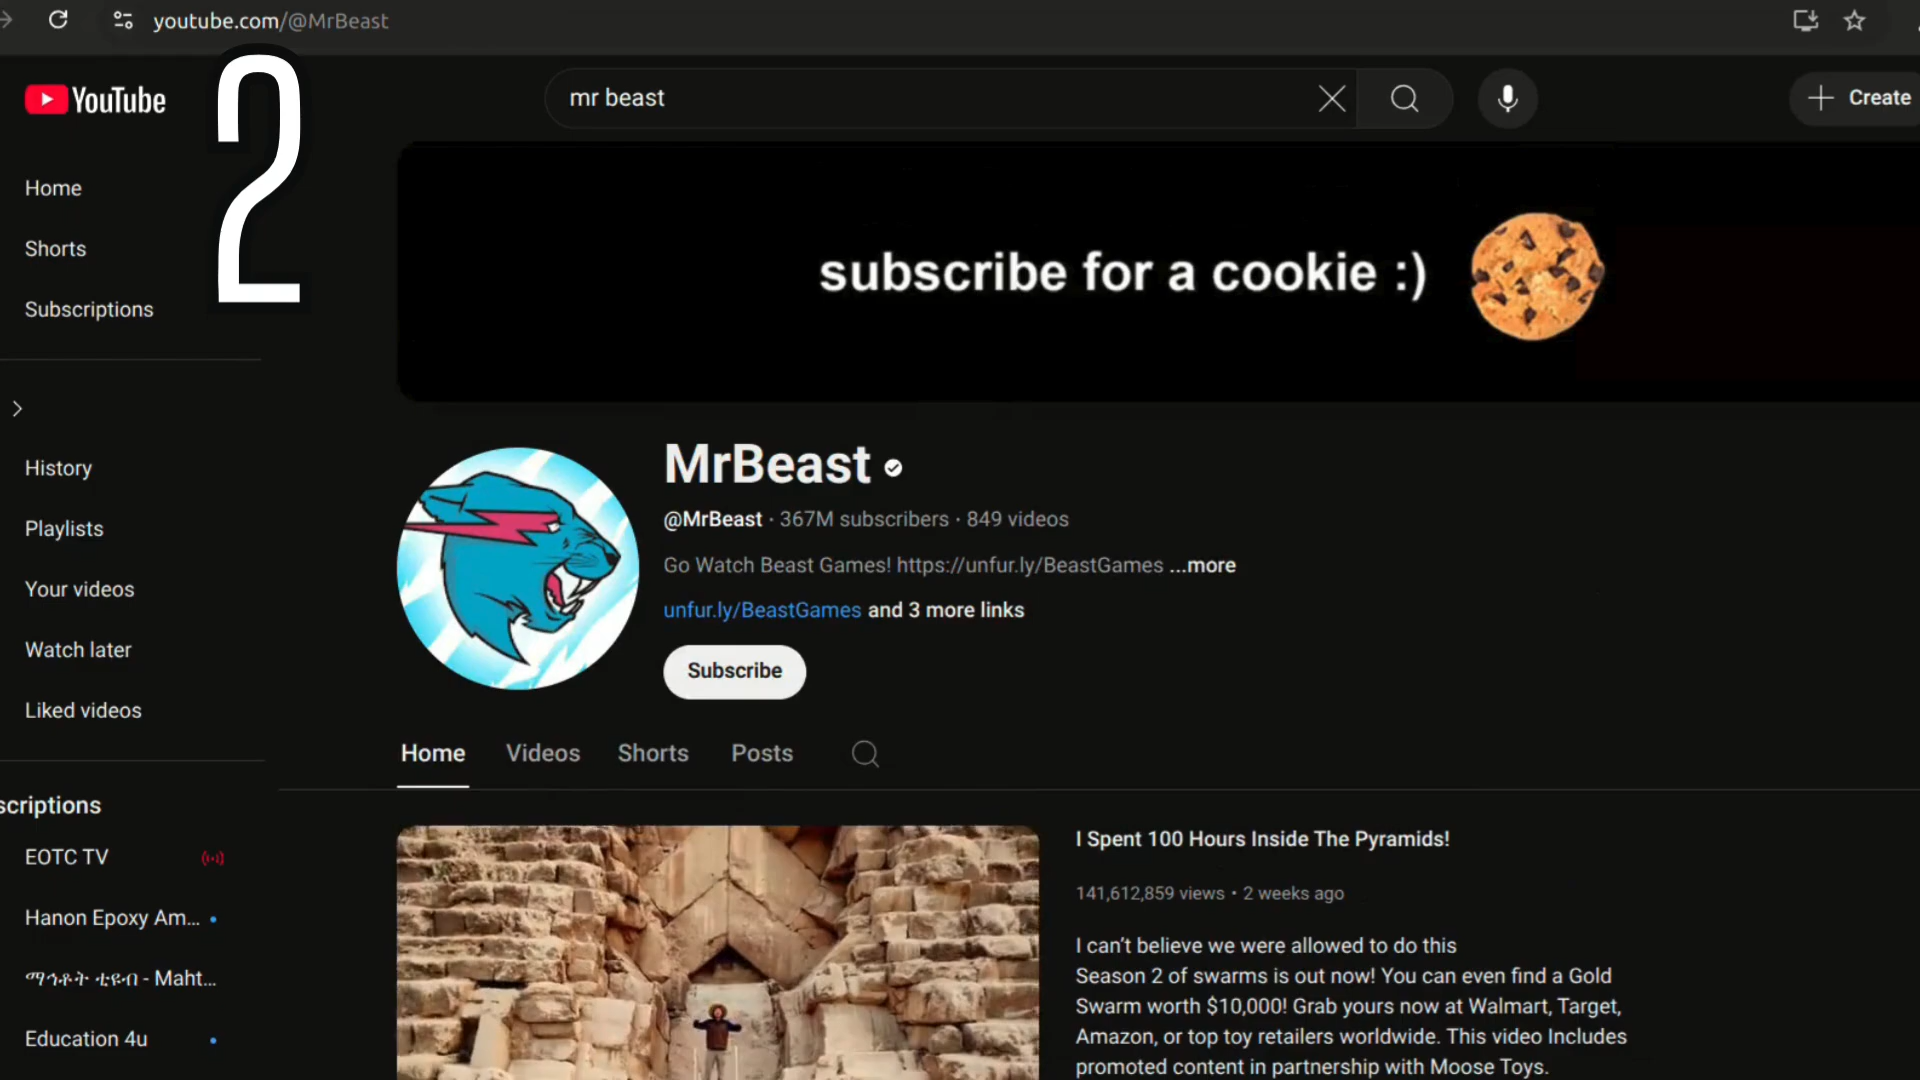 youtube.com/@MrBeast
2
YouTube
mr beast
Create
Home
Shorts
Subscriptions
subscribe for a cookie :)
History
Playlists
Your videos
Watch later
Liked videos
MrBeast
@MrBeast · 367M subscribers · 849 videos
Go Watch Beast Games! https://unfur.ly/BeastGames ...more
unfur.ly/BeastGames and 3 more links
Subscribe
Home Videos Shorts Posts
scriptions
EOTC TV
Hanon Epoxy Am...
ማኅቶት ቲዩብ - Maht...
Education 4u
I Spent 100 Hours Inside The Pyramids!
141,612,859 views • 2 weeks ago
I can’t believe we were allowed to do this
Season 2 of swarms is out now! You can even find a Gold
Swarm worth $10,000! Grab yours now at Walmart, Target,
Amazon, or top toy retailers worldwide. This video Includes
promoted content in partnership with Moose Toys.